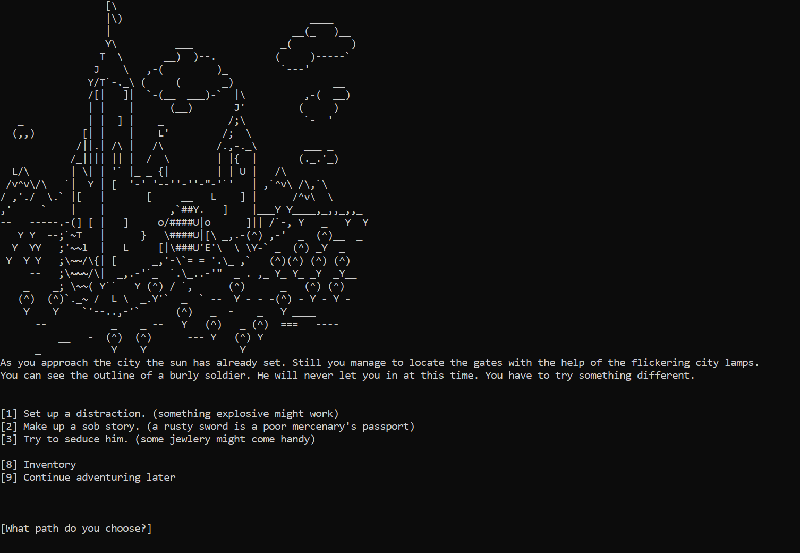 As you approach the city the sun has already set. Still you manage to locate the gates with the help of the flickering city lamps.
You can see the outline of a burly soldier. He will never let you in at this time. You have to try something different.
[1] Set up a distraction. (something explosive might work)
[2] Make up a sob story. (a rusty sword is a poor mercenary's passport)
[3] Try to seduce him. (some jewlery might come handy)
[8] Inventory
[9] Continue adventuring later
[What path do you choose?]